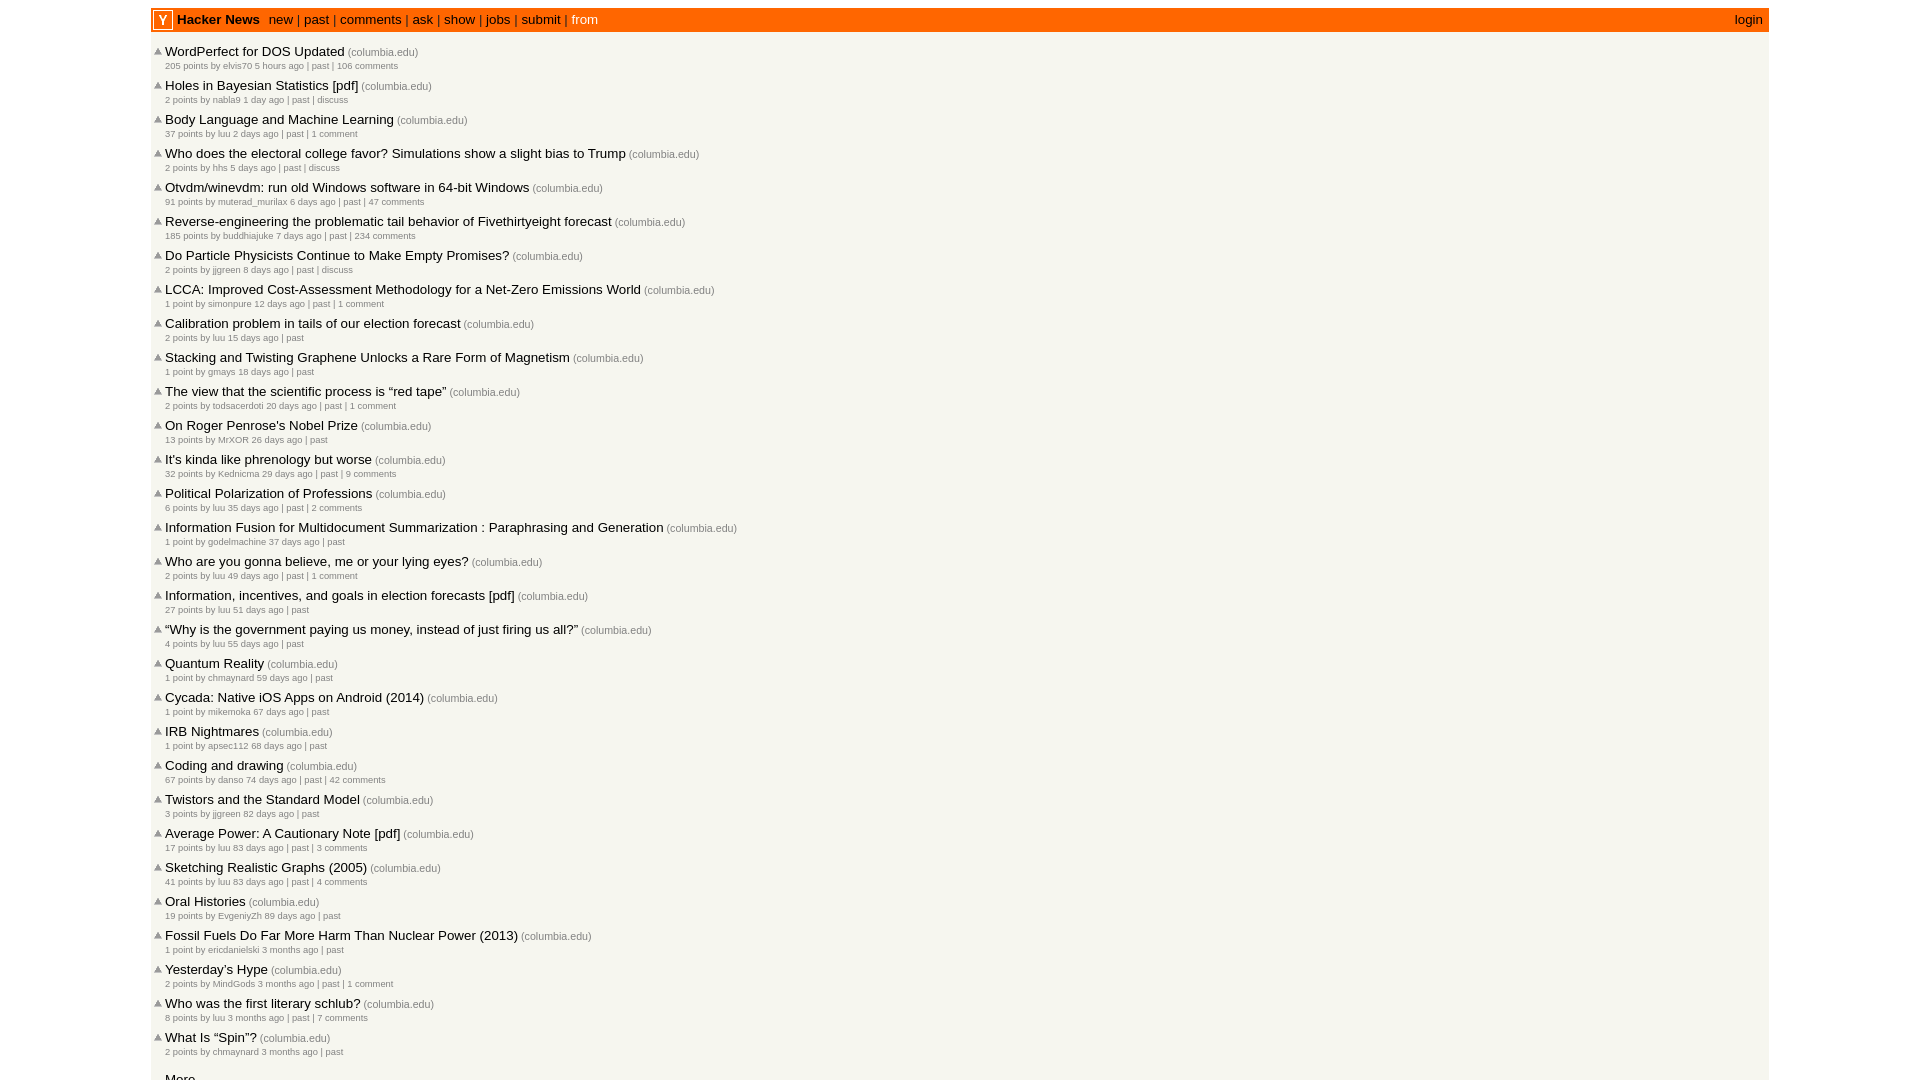 Y Hacker News new | past | comments | ask | show | jobs | submit | from login
WordPerfect for DOS Updated (columbia.edu)
205 points by elvis70 5 hours ago | past | 106 comments
Holes in Bayesian Statistics [pdf] (columbia.edu)
2 points by nabla9 1 day ago | past | discuss
Body Language and Machine Learning (columbia.edu)
37 points by luu 2 days ago | past | 1 comment
Who does the electoral college favor? Simulations show a slight bias to Trump (columbia.edu)
2 points by hhs 5 days ago | past | discuss
Otvdm/winevdm: run old Windows software in 64-bit Windows (columbia.edu)
91 points by muterad_murilax 6 days ago | past | 47 comments
Reverse-engineering the problematic tail behavior of Fivethirtyeight forecast (columbia.edu)
185 points by buddhiajuke 7 days ago | past | 234 comments
Do Particle Physicists Continue to Make Empty Promises? (columbia.edu)
2 points by jjgreen 8 days ago | past | discuss
LCCA: Improved Cost-Assessment Methodology for a Net-Zero Emissions World (columbia.edu)
1 point by simonpure 12 days ago | past | 1 comment
Calibration problem in tails of our election forecast (columbia.edu)
2 points by luu 15 days ago | past
Stacking and Twisting Graphene Unlocks a Rare Form of Magnetism (columbia.edu)
1 point by gmays 18 days ago | past
The view that the scientific process is “red tape” (columbia.edu)
2 points by todsacerdoti 20 days ago | past | 1 comment
On Roger Penrose's Nobel Prize (columbia.edu)
13 points by MrXOR 26 days ago | past
It's kinda like phrenology but worse (columbia.edu)
32 points by Kednicma 29 days ago | past | 9 comments
Political Polarization of Professions (columbia.edu)
6 points by luu 35 days ago | past | 2 comments
Information Fusion for Multidocument Summarization : Paraphrasing and Generation (columbia.edu)
1 point by godelmachine 37 days ago | past
Who are you gonna believe, me or your lying eyes? (columbia.edu)
2 points by luu 49 days ago | past | 1 comment
Information, incentives, and goals in election forecasts [pdf] (columbia.edu)
27 points by luu 51 days ago | past
“Why is the government paying us money, instead of just firing us all?” (columbia.edu)
4 points by luu 55 days ago | past
Quantum Reality (columbia.edu)
1 point by chmaynard 59 days ago | past
Cycada: Native iOS Apps on Android (2014) (columbia.edu)
1 point by mikemoka 67 days ago | past
IRB Nightmares (columbia.edu)
1 point by apsec112 68 days ago | past
Coding and drawing (columbia.edu)
67 points by danso 74 days ago | past | 42 comments
Twistors and the Standard Model (columbia.edu)
3 points by jjgreen 82 days ago | past
Average Power: A Cautionary Note [pdf] (columbia.edu)
17 points by luu 83 days ago | past | 3 comments
Sketching Realistic Graphs (2005) (columbia.edu)
41 points by luu 83 days ago | past | 4 comments
Oral Histories (columbia.edu)
19 points by EvgeniyZh 89 days ago | past
Fossil Fuels Do Far More Harm Than Nuclear Power (2013) (columbia.edu)
1 point by ericdanielski 3 months ago | past
Yesterday’s Hype (columbia.edu)
2 points by MindGods 3 months ago | past | 1 comment
Who was the first literary schlub? (columbia.edu)
8 points by luu 3 months ago | past | 7 comments
What Is “Spin”? (columbia.edu)
2 points by chmaynard 3 months ago | past
More